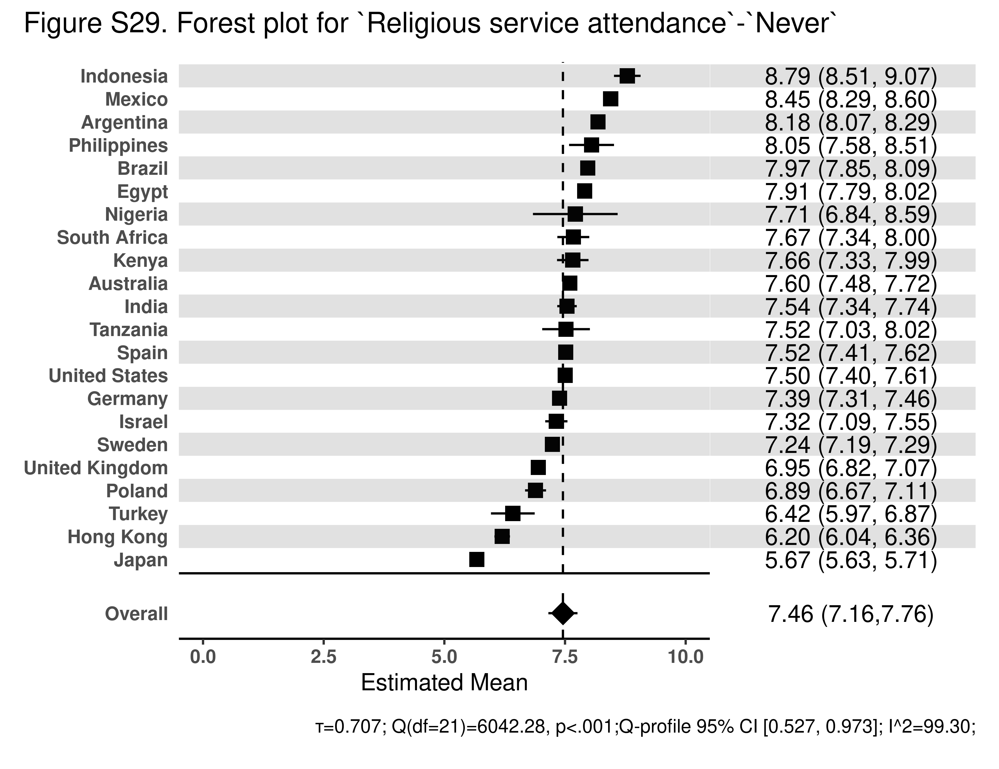 Figure S29. Forest plot for `Religious service attendance`-`Never`
Indonesia 8.79 (8.51, 9.07)
Mexico 8.45 (8.29, 8.60)
Argentina 8.18 (8.07, 8.29)
Philippines 8.05 (7.58, 8.51)
Brazil 7.97 (7.85, 8.09)
Egypt 7.91 (7.79, 8.02)
Nigeria 7.71 (6.84, 8.59)
South Africa 7.67 (7.34, 8.00)
Kenya 7.66 (7.33, 7.99)
Australia 7.60 (7.48, 7.72)
India 7.54 (7.34, 7.74)
Tanzania 7.52 (7.03, 8.02)
Spain 7.52 (7.41, 7.62)
United States 7.50 (7.40, 7.61)
Germany 7.39 (7.31, 7.46)
Israel 7.32 (7.09, 7.55)
Sweden 7.24 (7.19, 7.29)
United Kingdom 6.95 (6.82, 7.07)
Poland 6.89 (6.67, 7.11)
Turkey 6.42 (5.97, 6.87)
Hong Kong 6.20 (6.04, 6.36)
Japan 5.67 (5.63, 5.71)
Overall 7.46 (7.16,7.76)
0.0 2.5 5.0 7.5 10.0
Estimated Mean
τ=0.707; Q(df=21)=6042.28, p<.001;Q-profile 95% CI [0.527, 0.973]; I^2=99.30;